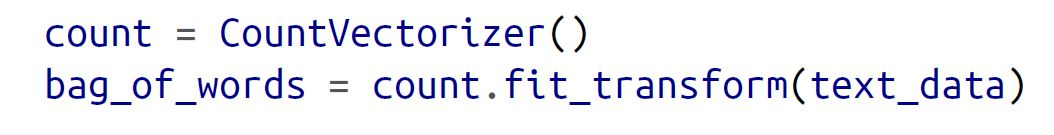 count = CountVectorizer()
bag_of_words = count.fit_transform(text_data)